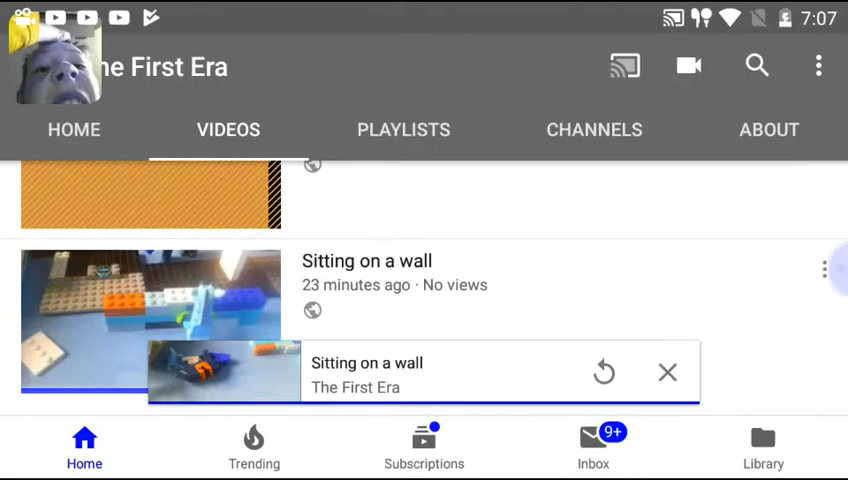 7:07
he First Era
HOME VIDEOS PLAYLISTS CHANNELS ABOUT
Sitting on a wall
23 minutes ago · No views
Sitting on a wall
The First Era
9+
Home Trending Subscriptions Inbox Library